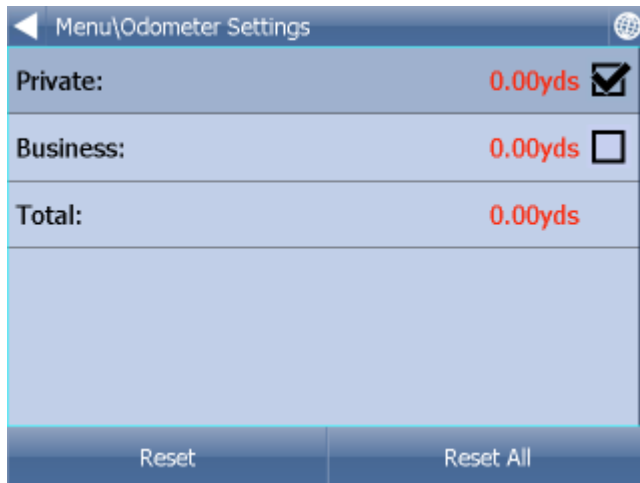 Menu\Odometer Settings
Private: 0.00yds
Business: 0.00yds
Total: 0.00yds
Reset Reset All